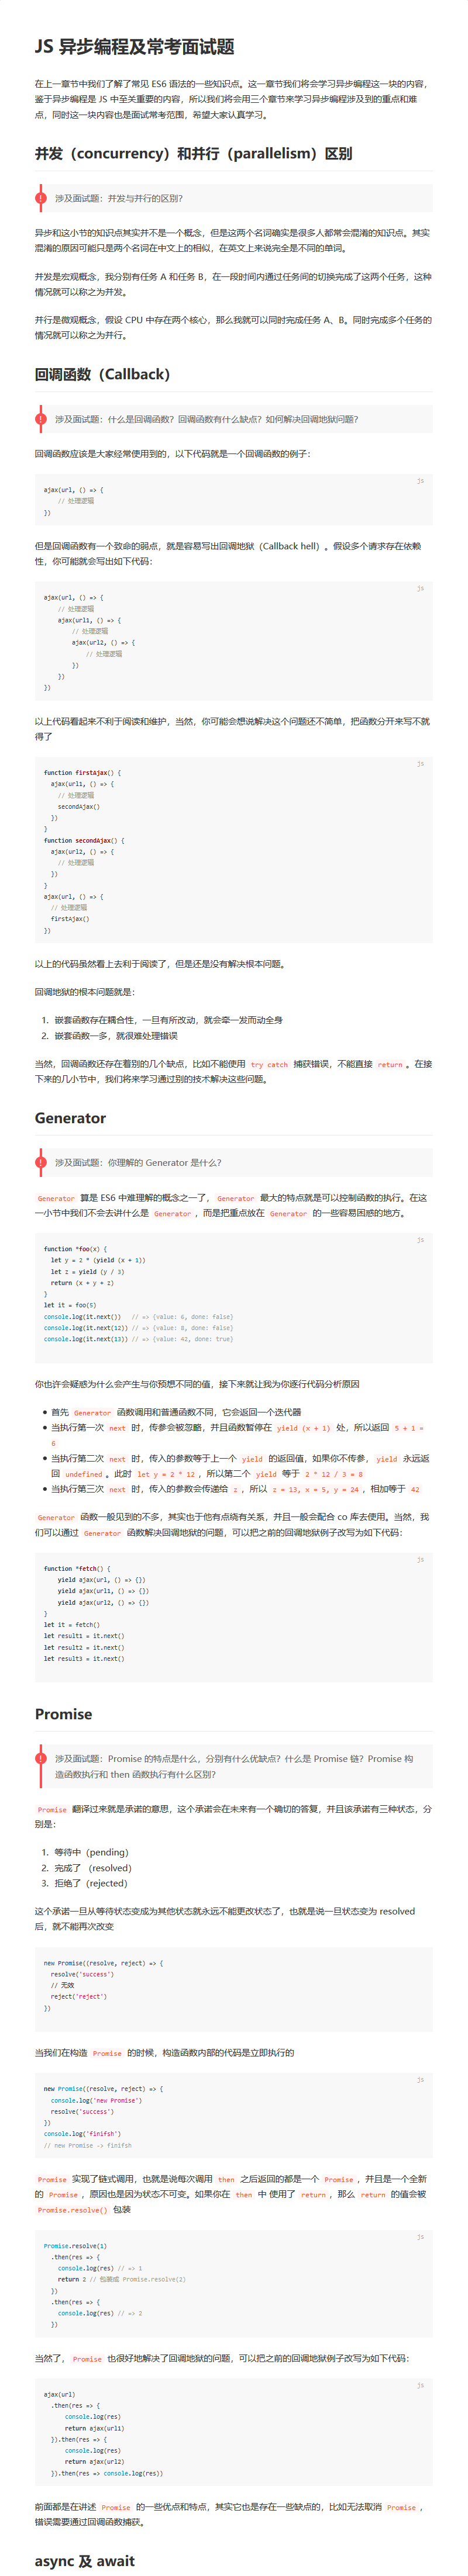 JS 异步编程及常考面试题
在上一章节中我们了解了常见 ES6 语法的一些知识点。这一章节我们将会学习异步编程这一块的内容，
鉴于异步编程是 JS 中至关重要的内容，所以我们将会用三个章节来学习异步编程涉及到的重点和难
点，同时这一块内容也是面试常考范围，希望大家认真学习。
并发（concurrency）和并行（parallelism）区别
涉及面试题：并发与并行的区别？
异步和这小节的知识点其实并不是一个概念，但是这两个名词确实是很多人都常会混淆的知识点。其实
混淆的原因可能只是两个名词在中文上的相似，在英文上来说完全是不同的单词。
并发是宏观概念，我分别有任务 A 和任务 B，在一段时间内通过任务间的切换完成了这两个任务，这种
情况就可以称之为并发。
并行是微观概念，假设 CPU 中存在两个核心，那么我就可以同时完成任务 A、B。同时完成多个任务的
情况就可以称之为并行。
回调函数（Callback）
涉及面试题：什么是回调函数？回调函数有什么缺点？如何解决回调地狱问题？
回调函数应该是大家经常使用到的，以下代码就是一个回调函数的例子：
js
ajax(url, () => {
    // 处理逻辑
})
但是回调函数有一个致命的弱点，就是容易写出回调地狱（Callback hell）。假设多个请求存在依赖
性，你可能就会写出如下代码：
js
ajax(url, () => {
    // 处理逻辑
    ajax(url1, () => {
        // 处理逻辑
        ajax(url2, () => {
            // 处理逻辑
        })
    })
})
以上代码看起来不利于阅读和维护，当然，你可能会想说解决这个问题还不简单，把函数分开来写不就
得了
js
function firstAjax() {
  ajax(url1, () => {
    // 处理逻辑
    secondAjax()
  })
}
function secondAjax() {
  ajax(url2, () => {
    // 处理逻辑
  })
}
ajax(url, () => {
  // 处理逻辑
  firstAjax()
})
以上的代码虽然看上去利于阅读了，但是还是没有解决根本问题。
回调地狱的根本问题就是：
1. 嵌套函数存在耦合性，一旦有所改动，就会牵一发而动全身
2. 嵌套函数一多，就很难处理错误
当然，回调函数还存在着别的几个缺点，比如不能使用 try catch 捕获错误，不能直接 return。在接
下来的几小节中，我们将来学习通过别的技术解决这些问题。
Generator
涉及面试题：你理解的 Generator 是什么？
Generator 算是 ES6 中难理解的概念之一了，Generator 最大的特点就是可以控制函数的执行。在这
一小节中我们不会去讲什么是 Generator，而是把重点放在 Generator 的一些容易困惑的地方。
js
function *foo(x) {
  let y = 2 * (yield (x + 1))
  let z = yield (y / 3)
  return (x + y + z)
}
let it = foo(5)
console.log(it.next())   // => {value: 6, done: false}
console.log(it.next(12)) // => {value: 8, done: false}
console.log(it.next(13)) // => {value: 42, done: true}
你也许会疑惑为什么会产生与你预想不同的值，接下来就让我为你逐行代码分析原因
首先 Generator 函数调用和普通函数不同，它会返回一个迭代器
当执行第一次 next 时，传参会被忽略，并且函数暂停在 yield (x + 1) 处，所以返回 5 + 1 =
6
当执行第二次 next 时，传入的参数等于上一个 yield 的返回值，如果你不传参，yield 永远返
回 undefined。此时 let y = 2 * 12，所以第二个 yield 等于 2 * 12 / 3 = 8
当执行第三次 next 时，传入的参数会传递给 z，所以 z = 13, x = 5, y = 24，相加等于 42
Generator 函数一般见到的不多，其实也于他有点绕有关系，并且一般会配合 co 库去使用。当然，我
们可以通过 Generator 函数解决回调地狱的问题，可以把之前的回调地狱例子改写为如下代码：
js
function *fetch() {
    yield ajax(url, () => {})
    yield ajax(url1, () => {})
    yield ajax(url2, () => {})
}
let it = fetch()
let result1 = it.next()
let result2 = it.next()
let result3 = it.next()
Promise
涉及面试题：Promise 的特点是什么，分别有什么优缺点？什么是 Promise 链？Promise 构
造函数执行和 then 函数执行有什么区别？
Promise 翻译过来就是承诺的意思，这个承诺会在未来有一个确切的答复，并且该承诺有三种状态，分
别是：
1. 等待中（pending）
2. 完成了 （resolved）
3. 拒绝了（rejected）
这个承诺一旦从等待状态变成为其他状态就永远不能更改状态了，也就是说一旦状态变为 resolved
后，就不能再次改变
new Promise((resolve, reject) => {
  resolve('success')
  // 无效
  reject('reject')
})
当我们在构造 Promise 的时候，构造函数内部的代码是立即执行的
js
new Promise((resolve, reject) => {
  console.log('new Promise')
  resolve('success')
})
console.log('finifsh')
// new Promise -> finifsh
Promise 实现了链式调用，也就是说每次调用 then 之后返回的都是一个 Promise，并且是一个全新
的 Promise，原因也是因为状态不可变。如果你在 then 中 使用了 return，那么 return 的值会被
Promise.resolve() 包装
js
Promise.resolve(1)
  .then(res => {
    console.log(res) // => 1
    return 2 // 包装成 Promise.resolve(2)
  })
  .then(res => {
    console.log(res) // => 2
  })
当然了，Promise 也很好地解决了回调地狱的问题，可以把之前的回调地狱例子改写为如下代码：
js
ajax(url)
  .then(res => {
      console.log(res)
      return ajax(url1)
  }).then(res => {
      console.log(res)
      return ajax(url2)
  }).then(res => console.log(res))
前面都是在讲述 Promise 的一些优点和特点，其实它也是存在一些缺点的，比如无法取消 Promise，
错误需要通过回调函数捕获。
async 及 await